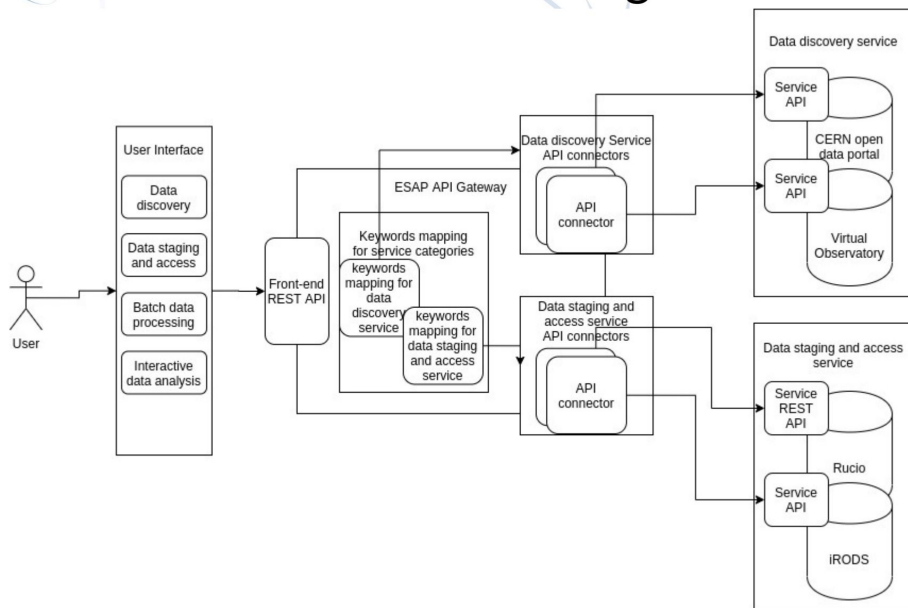 Data discovery service
Service
API
CERN open
data portal
Service
API
Virtual
Observatory
User Interface
Data
discovery
Data staging
and access
Batch data
processing
Interactive
data analysis
User
Front-end
REST API
ESAP API Gateway
Keywords mapping
for service categories
keywords
mapping for
data
discovery
service
keywords
mapping for
data staging
and access
service
Data discovery Service
API connectors
API
connector
Data staging and
access service
API connectors
API
connector
Data staging and access
service
Service
REST
API
Rucio
Service
API
iRODS